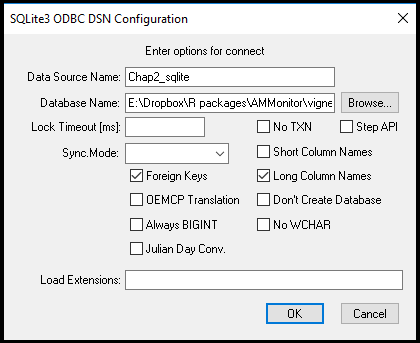 SQLite3 ODBC DSN Configuration
Enter options for connect
Data Source Name: Chap2_sqlite
Database Name: E:\Dropbox\R packages\AMMonitor\vigne Browse...
Lock Timeout [ms]: No TXN Step API
Sync.Mode: Short Column Names
Foreign Keys Long Column Names
OEMCP Translation Don't Create Database
Always BIGINT No WCHAR
Julian Day Conv.
Load Extensions:
OK Cancel